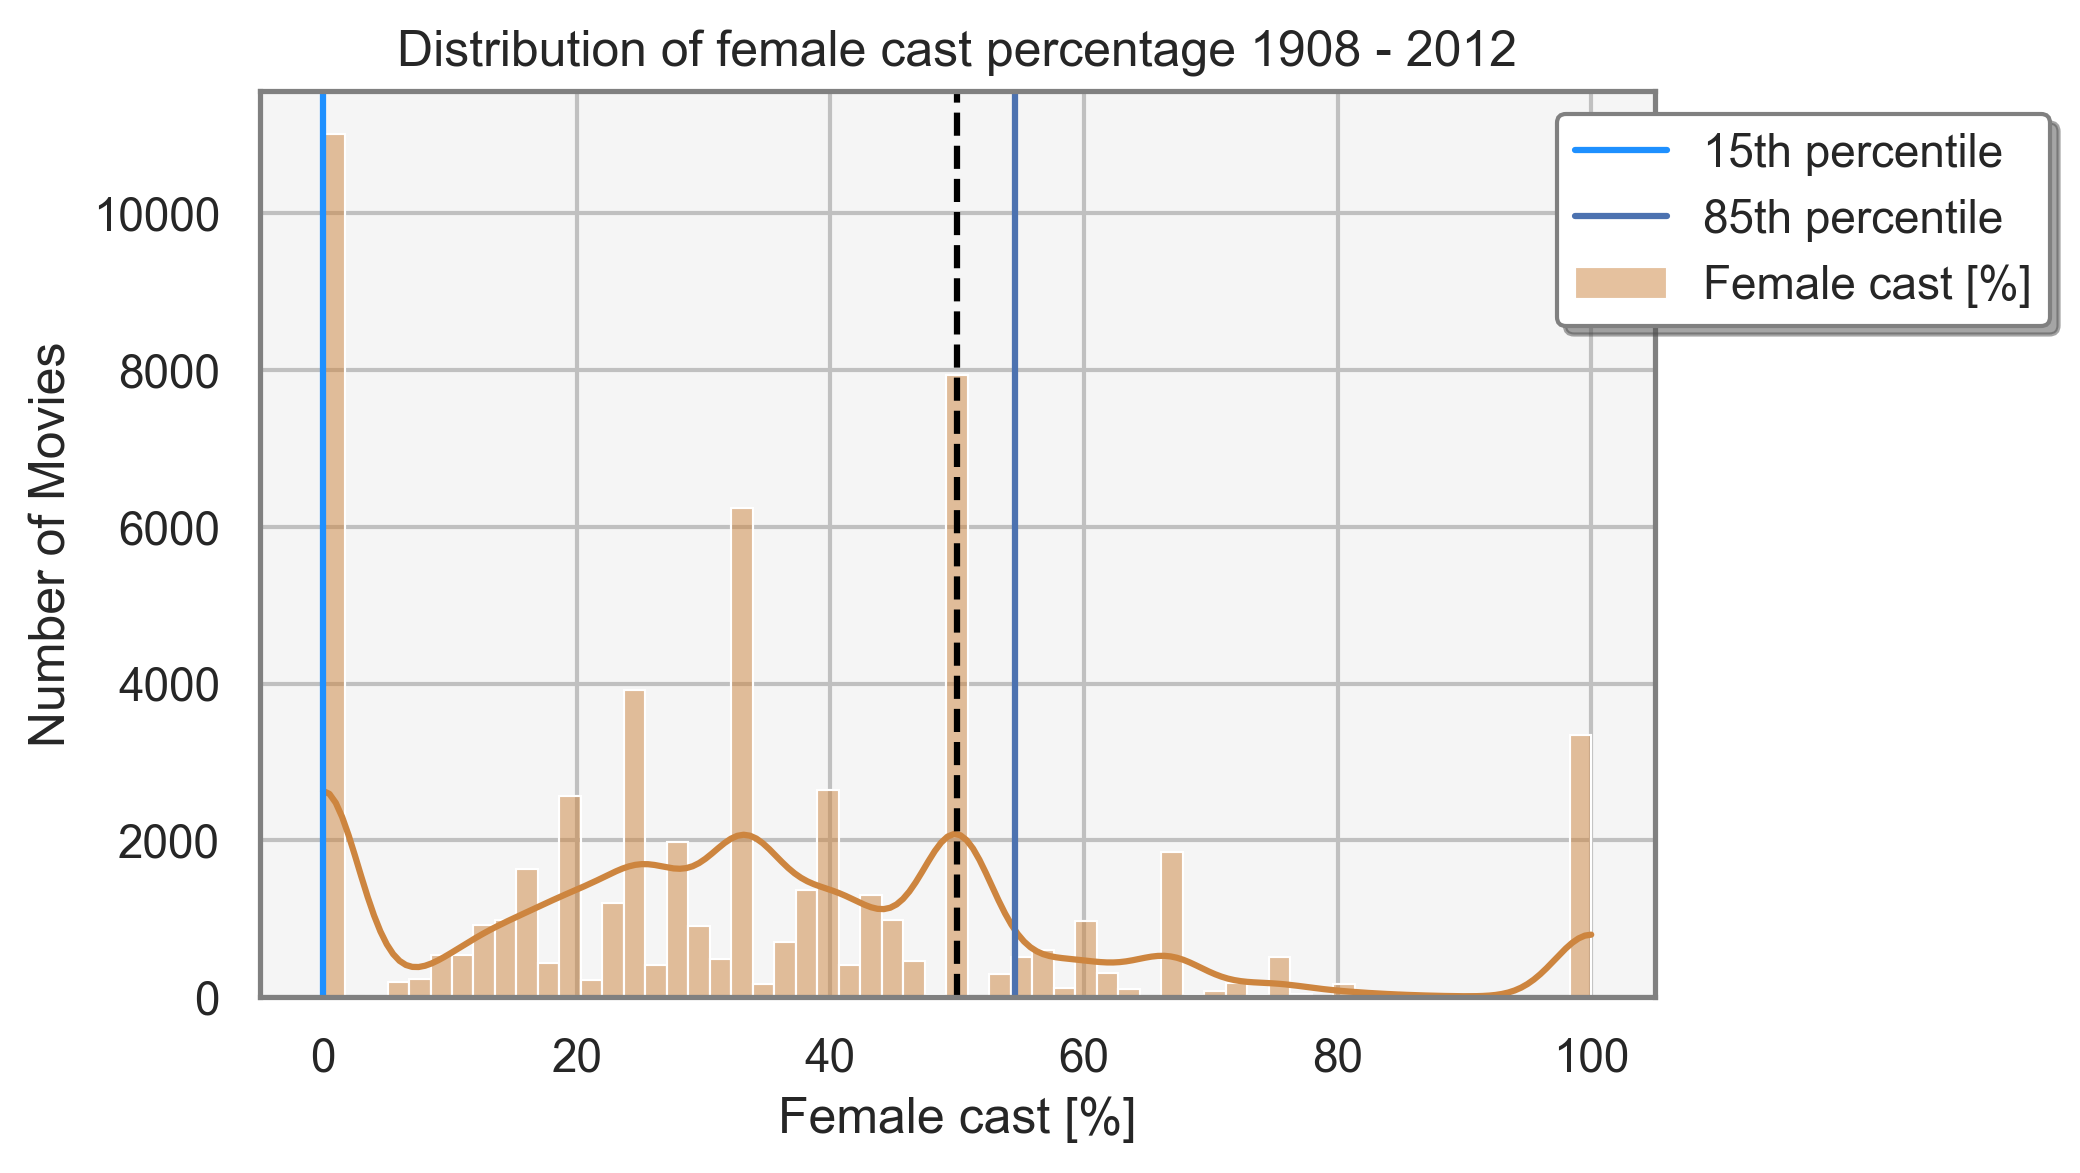 Distribution of female cast percentage 1908 - 2012
15th percentile
85th percentile
Female cast [%]
Number of Movies
10000
8000
6000
4000
2000
0
0 20 40 60 80 100
Female cast [%]